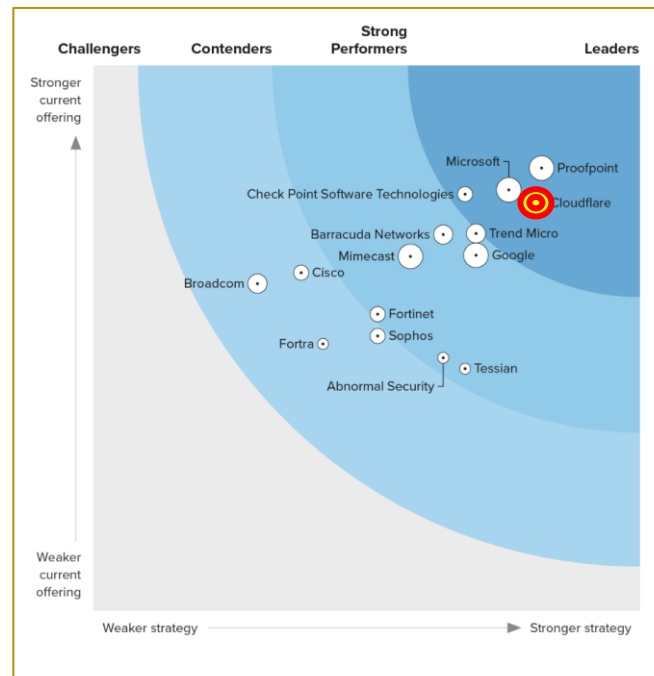 Challengers
Contenders
Strong
Performers
Leaders
Stronger
current
offering
Microsoft
Proofpoint
Check Point Software Technologies
Cloudflare
Barracuda Networks
Trend Micro
Mimecast
Google
Cisco
Broadcom
Fortinet
Sophos
Fortra
Tessian
Abnormal Security
Weaker
current
offering
Weaker strategy
Stronger strategy